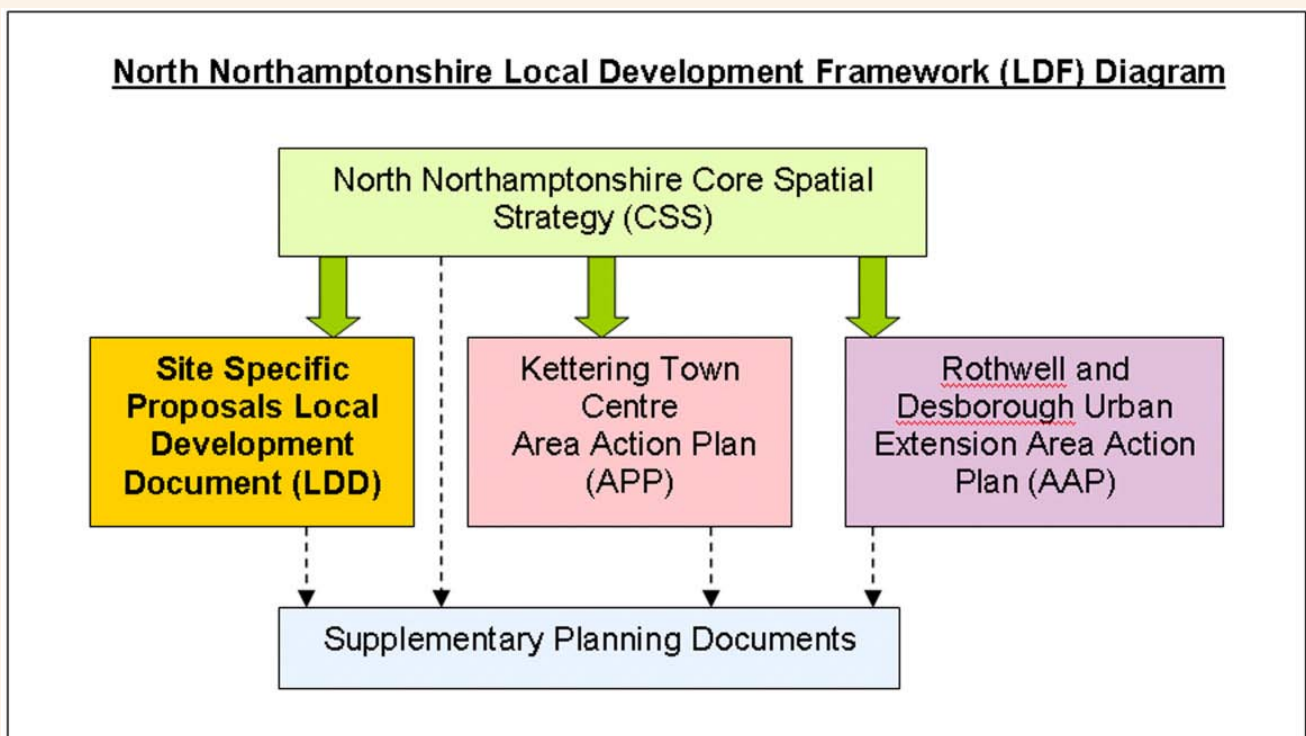 North Northamptonshire Local Development Framework (LDF) Diagram
North Northamptonshire Core Spatial
Strategy (CSS)
Site Specific
Proposals Local
Development
Document (LDD)
Kettering Town
Centre
Area Action Plan
(APP)
Rothwell and
Desborough Urban
Extension Area Action
Plan (AAP)
Supplementary Planning Documents